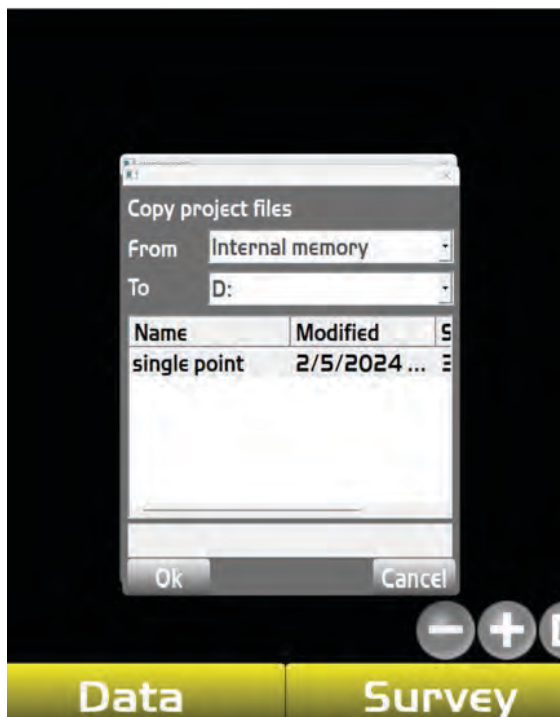 Copy project files
From Internal memory
To D:
Name Modified S
single point 2/5/2024 ...
Ok Cancel
Data Survey